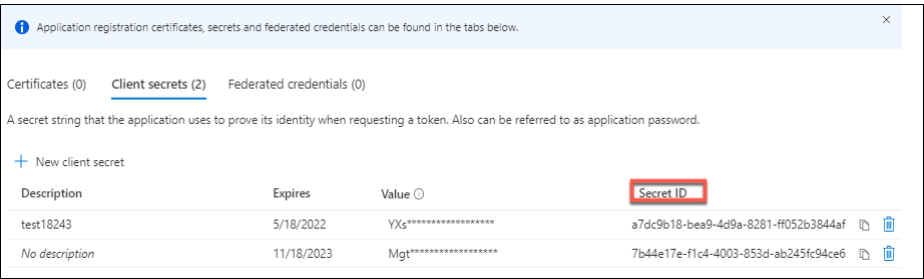 Application registration certificates, secrets and federated credentials can be found in the tabs below.
Certificates (0) Client secrets (2) Federated credentials (0)
A secret string that the application uses to prove its identity when requesting a token. Also can be referred to as application password.
New client secret
Description Expires Value Secret ID
test18243 5/18/2022 YXs****************** a7dc9b18-bea9-4d9a-8281-ff052b3844af
No description 11/18/2023 Mgt****************** 7b44e17e-f1c4-4003-853d-ab245fc94ce6